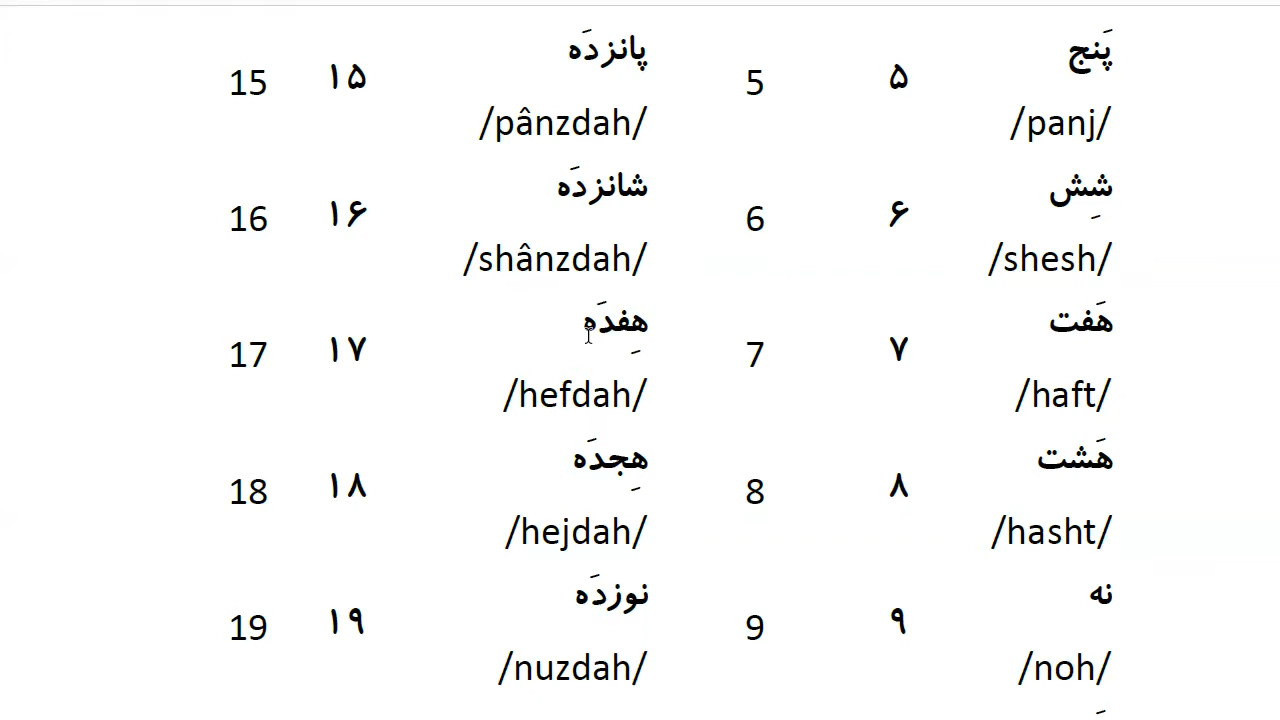 پَنج ۵ 5 پانزدَه ۱۵ 15
/panj/ /pânzdah/
شِش ۶ 6 شانزدَه ۱۶ 16
/shesh/ /shânzdah/
هَفت ۷ 7 هِفدَه ۱۷ 17
/haft/ /hefdah/
هَشت ۸ 8 هِجدَه ۱۸ 18
/hasht/ /hejdah/
نه ۹ 9 نوزدَه ۱۹ 19
/noh/ /nuzdah/